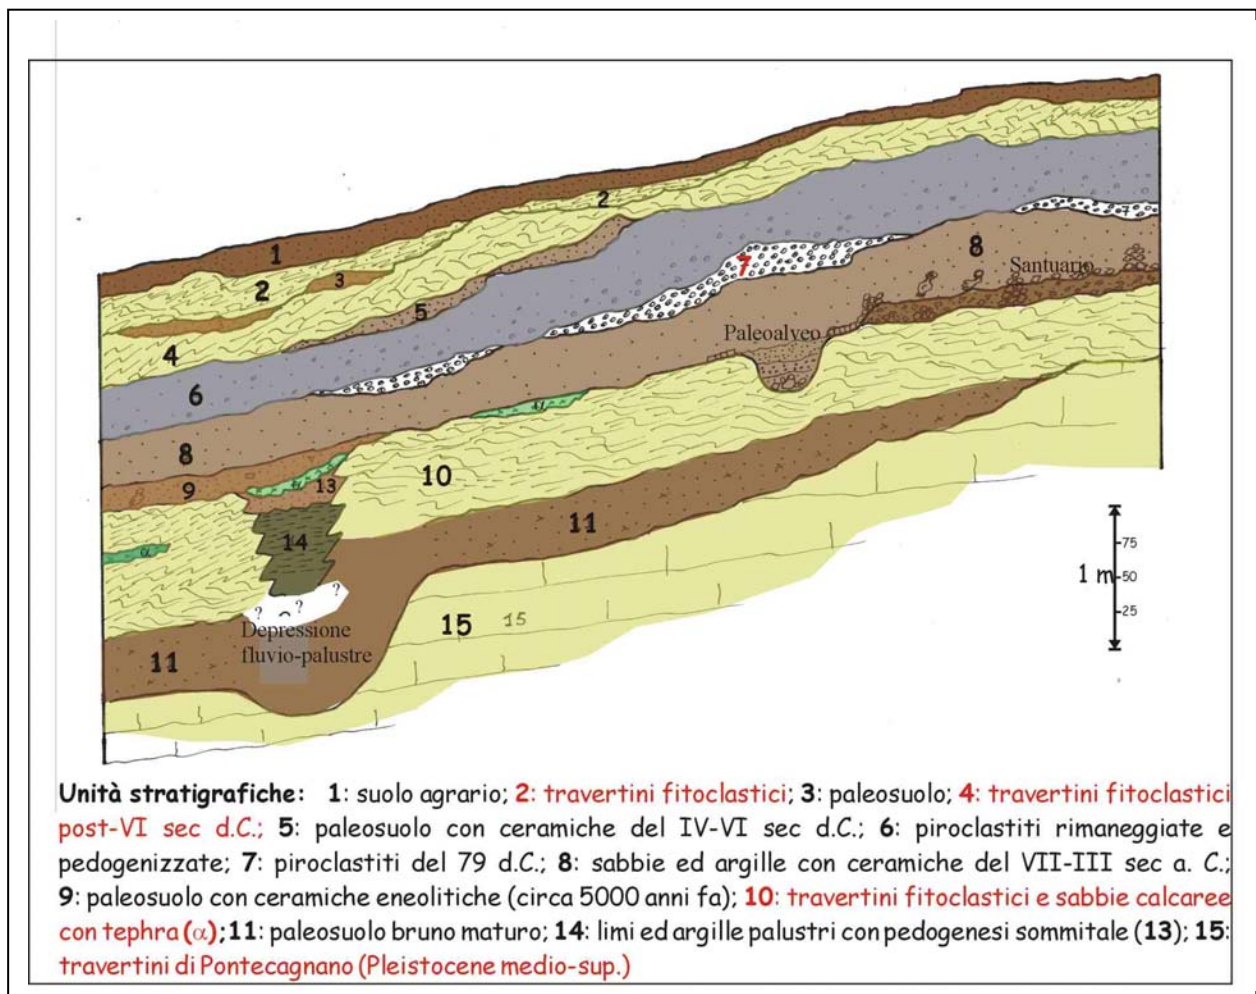 2
1
7
8
Santuario
2
3
5
Paleoalveo
4
6
8
10
13
9
14
11
α
1 m
75
50
25
? ? ?
15
15
Depressione
fluvio-palustre
11
Unità stratigrafiche: 1: suolo agrario; 2: travertini fitoclastici; 3: paleosuolo; 4: travertini fitoclastici
post-VI sec d.C.; 5: paleosuolo con ceramiche del IV-VI sec d.C.; 6: piroclastiti rimaneggiate e
pedogenizzate; 7: piroclastiti del 79 d.C.; 8: sabbie ed argille con ceramiche del VII-III sec a. C.;
9: paleosuolo con ceramiche eneolitiche (circa 5000 anni fa); 10: travertini fitoclastici e sabbie calcaree
con tephra (α); 11: paleosuolo bruno maturo; 14: limi ed argille palustri con pedogenesi sommitale (13); 15:
travertini di Pontecagnano (Pleistocene medio-sup.)